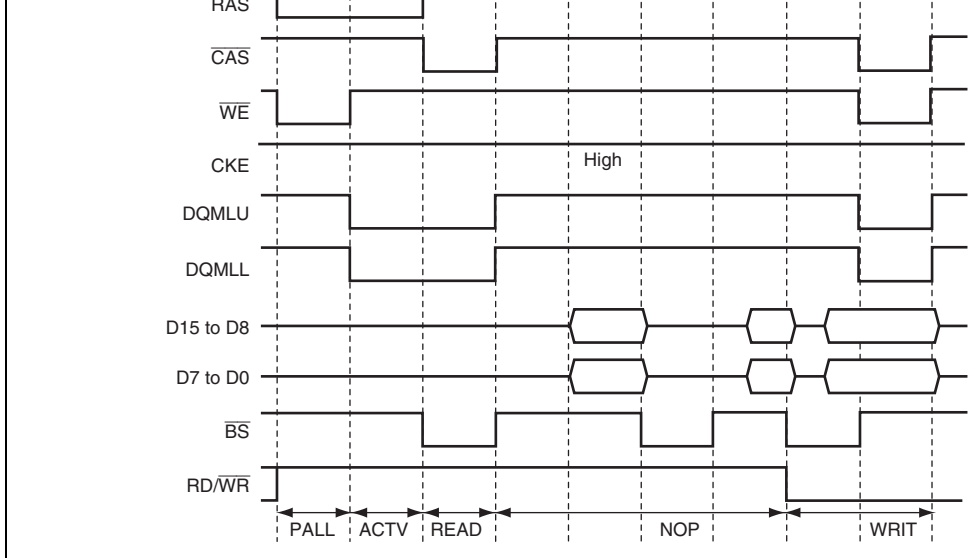 RAS
CAS
WE
CKE
High
DQMLU
DQMLL
D15 to D8
D7 to D0
BS
RD/WR
PALL ACTV READ NOP WRIT